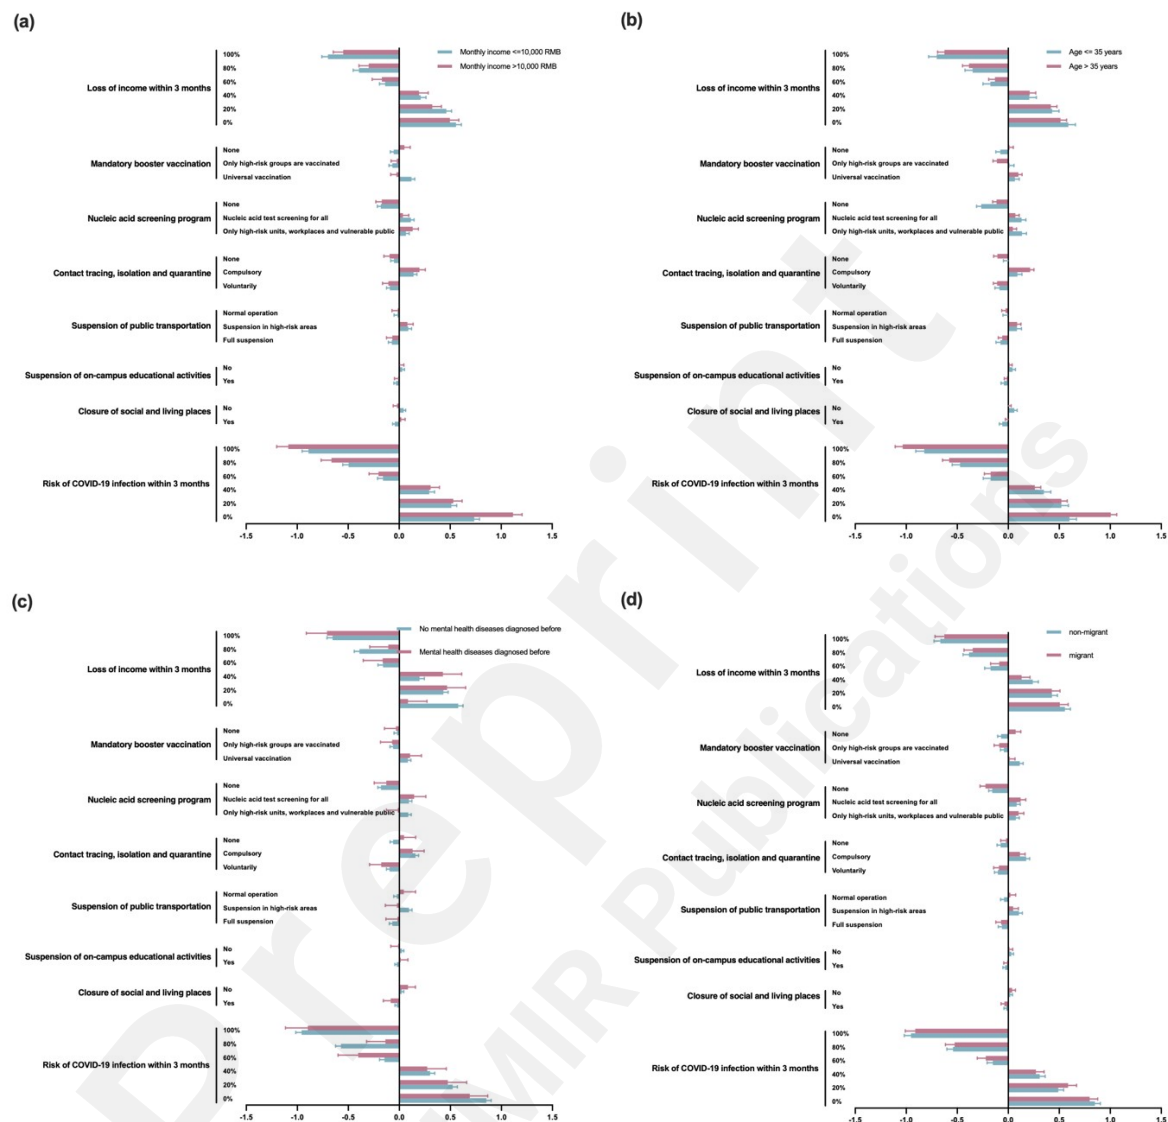 (a)
Monthly income <=10,000 RMB
Monthly income >10,000 RMB
Loss of income within 3 months
100%
80%
60%
40%
20%
0%
Mandatory booster vaccination
None
Only high-risk groups are vaccinated
Universal vaccination
Nucleic acid screening program
None
Nucleic acid test screening for all
Only high-risk units, workplaces and vulnerable public
Contact tracing, isolation and quarantine
None
Compulsory
Voluntarily
Suspension of public transportation
Normal operation
Suspension in high-risk areas
Full suspension
Suspension of on-campus educational activities
No
Yes
Closure of social and living places
No
Yes
Risk of COVID-19 infection within 3 months
100%
80%
60%
40%
20%
0%
-1.5 -1.0 -0.5 0.0 0.5 1.0 1.5
(b)
Age <= 35 years
Age > 35 years
Loss of income within 3 months
100%
80%
60%
40%
20%
0%
Mandatory booster vaccination
None
Only high-risk groups are vaccinated
Universal vaccination
Nucleic acid screening program
None
Nucleic acid test screening for all
Only high-risk units, workplaces and vulnerable public
Contact tracing, isolation and quarantine
None
Compulsory
Voluntarily
Suspension of public transportation
Normal operation
Suspension in high-risk areas
Full suspension
Suspension of on-campus educational activities
No
Yes
Closure of social and living places
No
Yes
Risk of COVID-19 infection within 3 months
100%
80%
60%
40%
20%
0%
-1.5 -1.0 -0.5 0.0 0.5 1.0 1.5
(c)
No mental health diseases diagnosed before
Mental health diseases diagnosed before
Loss of income within 3 months
100%
80%
60%
40%
20%
0%
Mandatory booster vaccination
None
Only high-risk groups are vaccinated
Universal vaccination
Nucleic acid screening program
None
Nucleic acid test screening for all
Only high-risk units, workplaces and vulnerable public
Contact tracing, isolation and quarantine
None
Compulsory
Voluntarily
Suspension of public transportation
Normal operation
Suspension in high-risk areas
Full suspension
Suspension of on-campus educational activities
No
Yes
Closure of social and living places
No
Yes
Risk of COVID-19 infection within 3 months
100%
80%
60%
40%
20%
0%
-1.5 -1.0 -0.5 0.0 0.5 1.0 1.5
(d)
non-migrant
migrant
Loss of income within 3 months
100%
80%
60%
40%
20%
0%
Mandatory booster vaccination
None
Only high-risk groups are vaccinated
Universal vaccination
Nucleic acid screening program
None
Nucleic acid test screening for all
Only high-risk units, workplaces and vulnerable public
Contact tracing, isolation and quarantine
None
Compulsory
Voluntarily
Suspension of public transportation
Normal operation
Suspension in high-risk areas
Full suspension
Suspension of on-campus educational activities
No
Yes
Closure of social and living places
No
Yes
Risk of COVID-19 infection within 3 months
100%
80%
60%
40%
20%
0%
-1.5 -1.0 -0.5 0.0 0.5 1.0 1.5
Preprint
MIR Publications